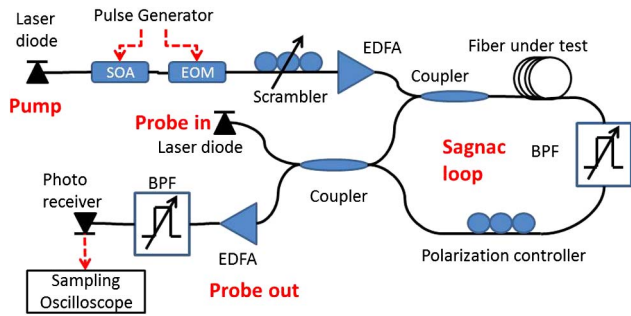 Laser
diode
Pulse Generator
SOA
EOM
EDFA
Scrambler
Coupler
Fiber under test
Pump
Probe in
Laser diode
Sagnac
loop
BPF
Photo
receiver
BPF
Coupler
EDFA
Polarization controller
Sampling
Oscilloscope
Probe out